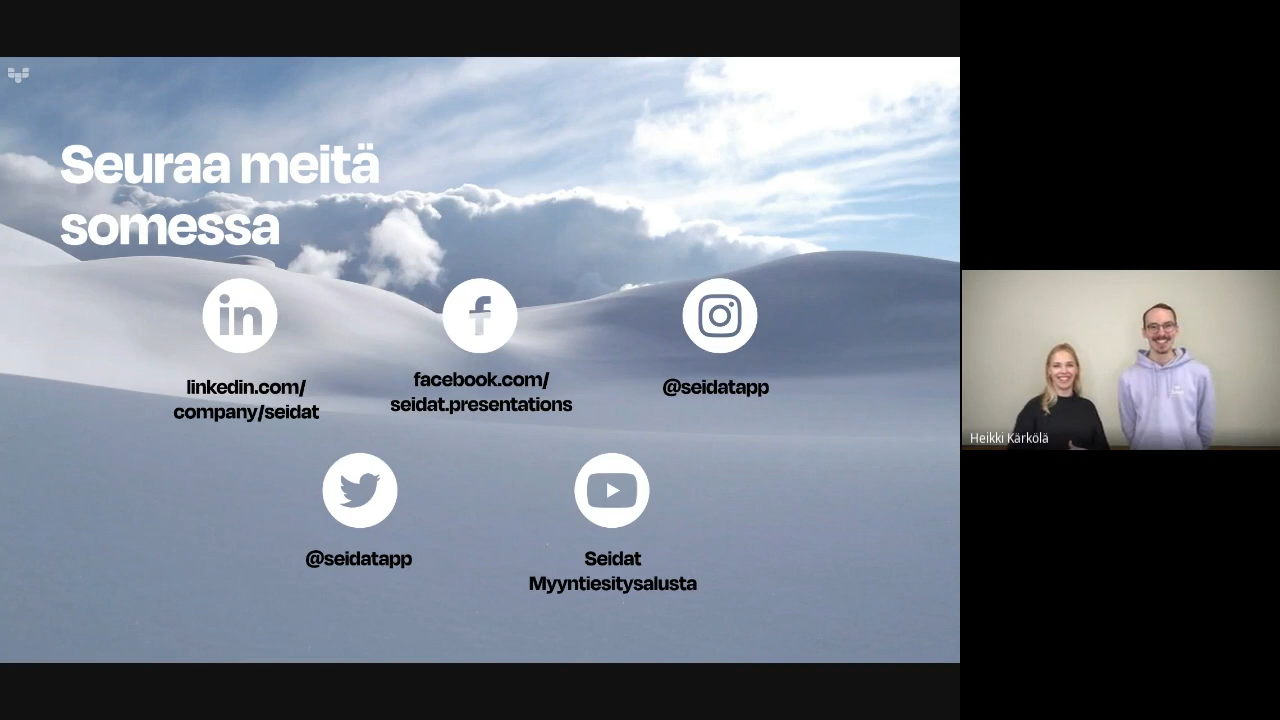 Seuraa meitä
somessa
linkedin.com/
company/seidat
facebook.com/
seidat.presentations
@seidatapp
@seidatapp
Seidat
Myyntiesitysalusta
Heikki Kärkölä